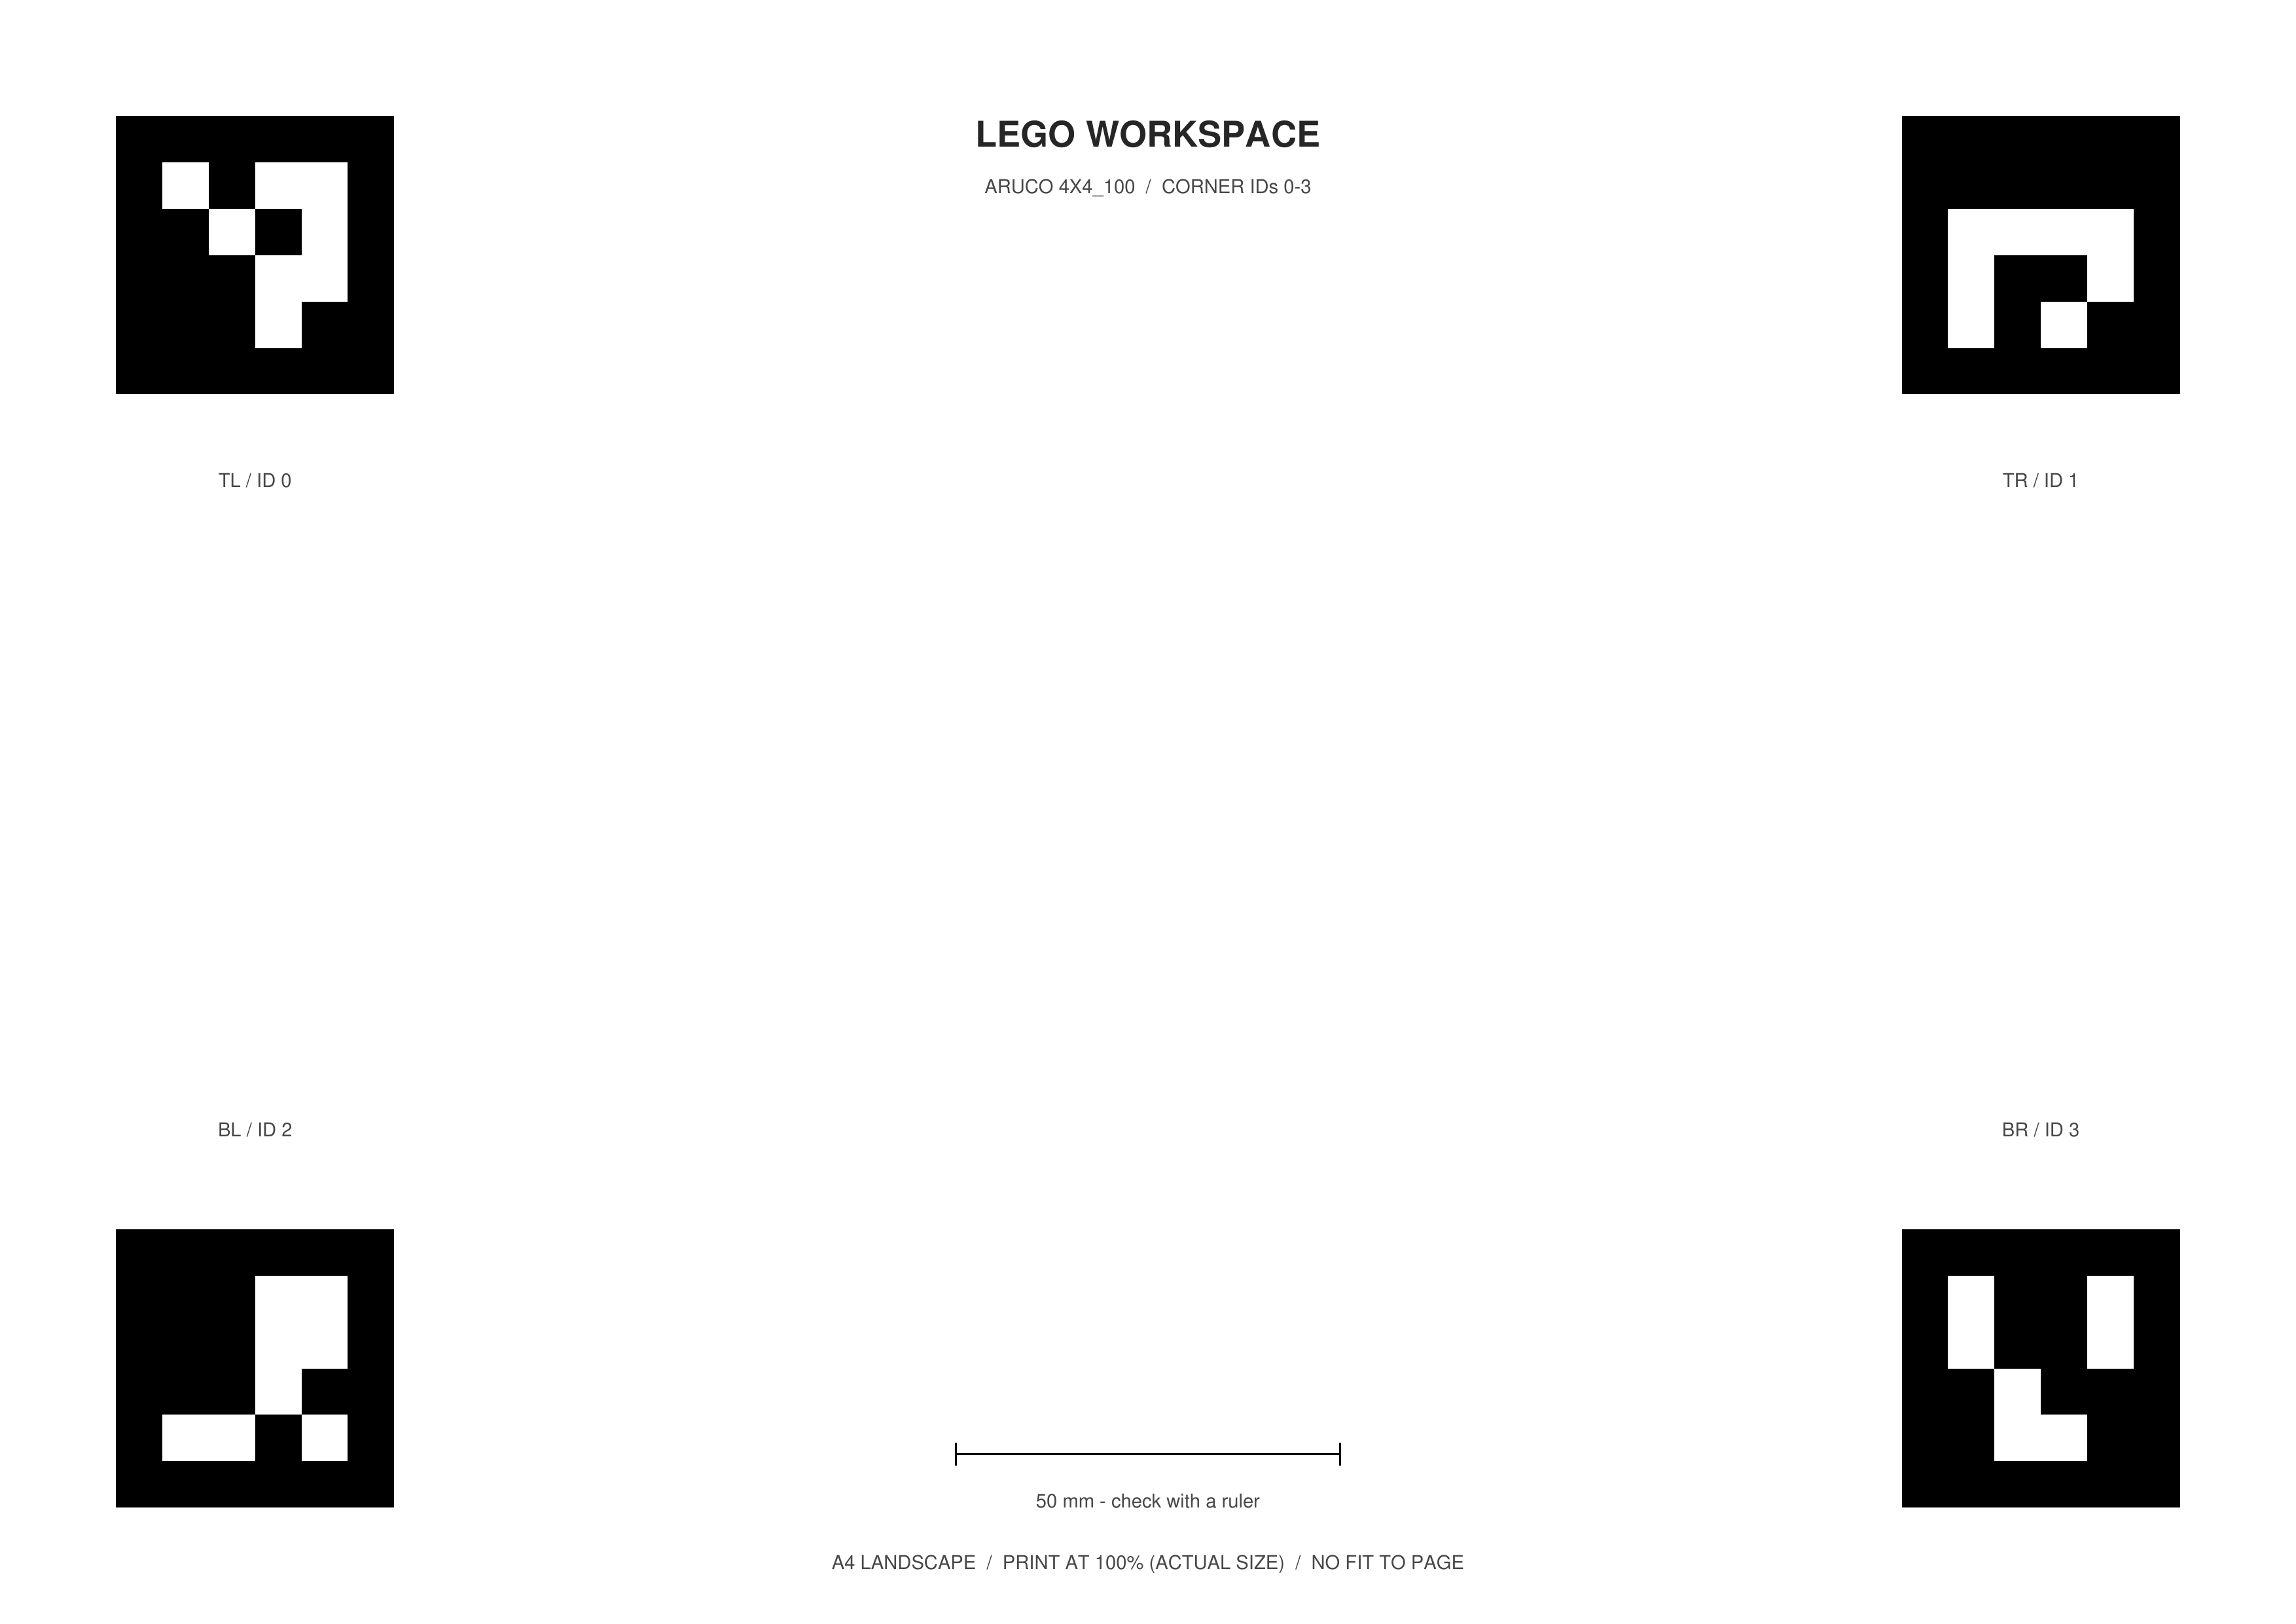 LEGO WORKSPACE
ARUCO 4X4_100 / CORNER IDs 0-3
TL / ID 0
TR / ID 1
BL / ID 2
BR / ID 3
50 mm - check with a ruler
A4 LANDSCAPE / PRINT AT 100% (ACTUAL SIZE) / NO FIT TO PAGE